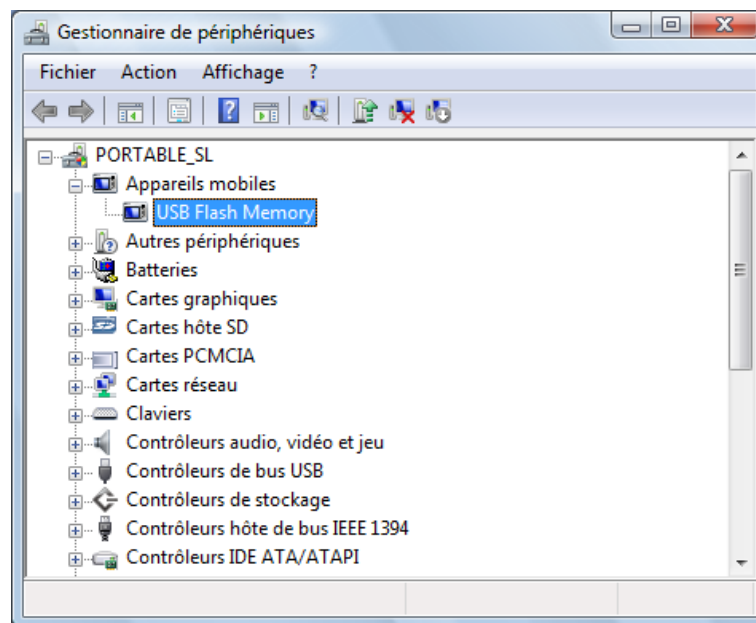 Gestionnaire de périphériques
Fichier Action Affichage ?
PORTABLE_SL
Appareils mobiles
USB Flash Memory
Autres périphériques
Batteries
Cartes graphiques
Cartes hôte SD
Cartes PCMCIA
Cartes réseau
Claviers
Contrôleurs audio, vidéo et jeu
Contrôleurs de bus USB
Contrôleurs de stockage
Contrôleurs hôte de bus IEEE 1394
Contrôleurs IDE ATA/ATAPI